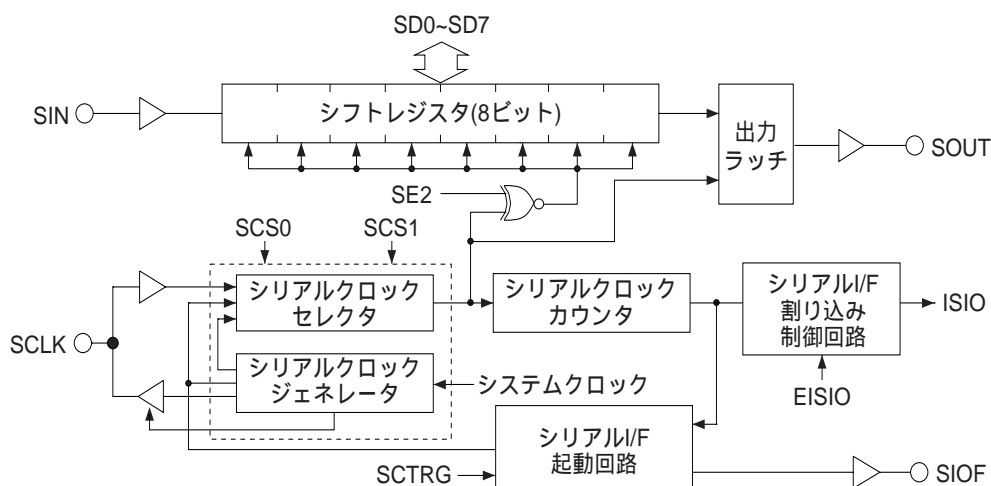 SD0~SD7
SIN
シフトレジスタ(8ビット)
出力
ラッチ
SOUT
SE2
SCS0
SCS1
シリアルクロック
セレクタ
シリアルクロック
カウンタ
シリアルI/F
割り込み
制御回路
ISIO
SCLK
シリアルクロック
ジェネレータ
システムクロック
EISIO
シリアルI/F
起動回路
SCTRG
SIOF